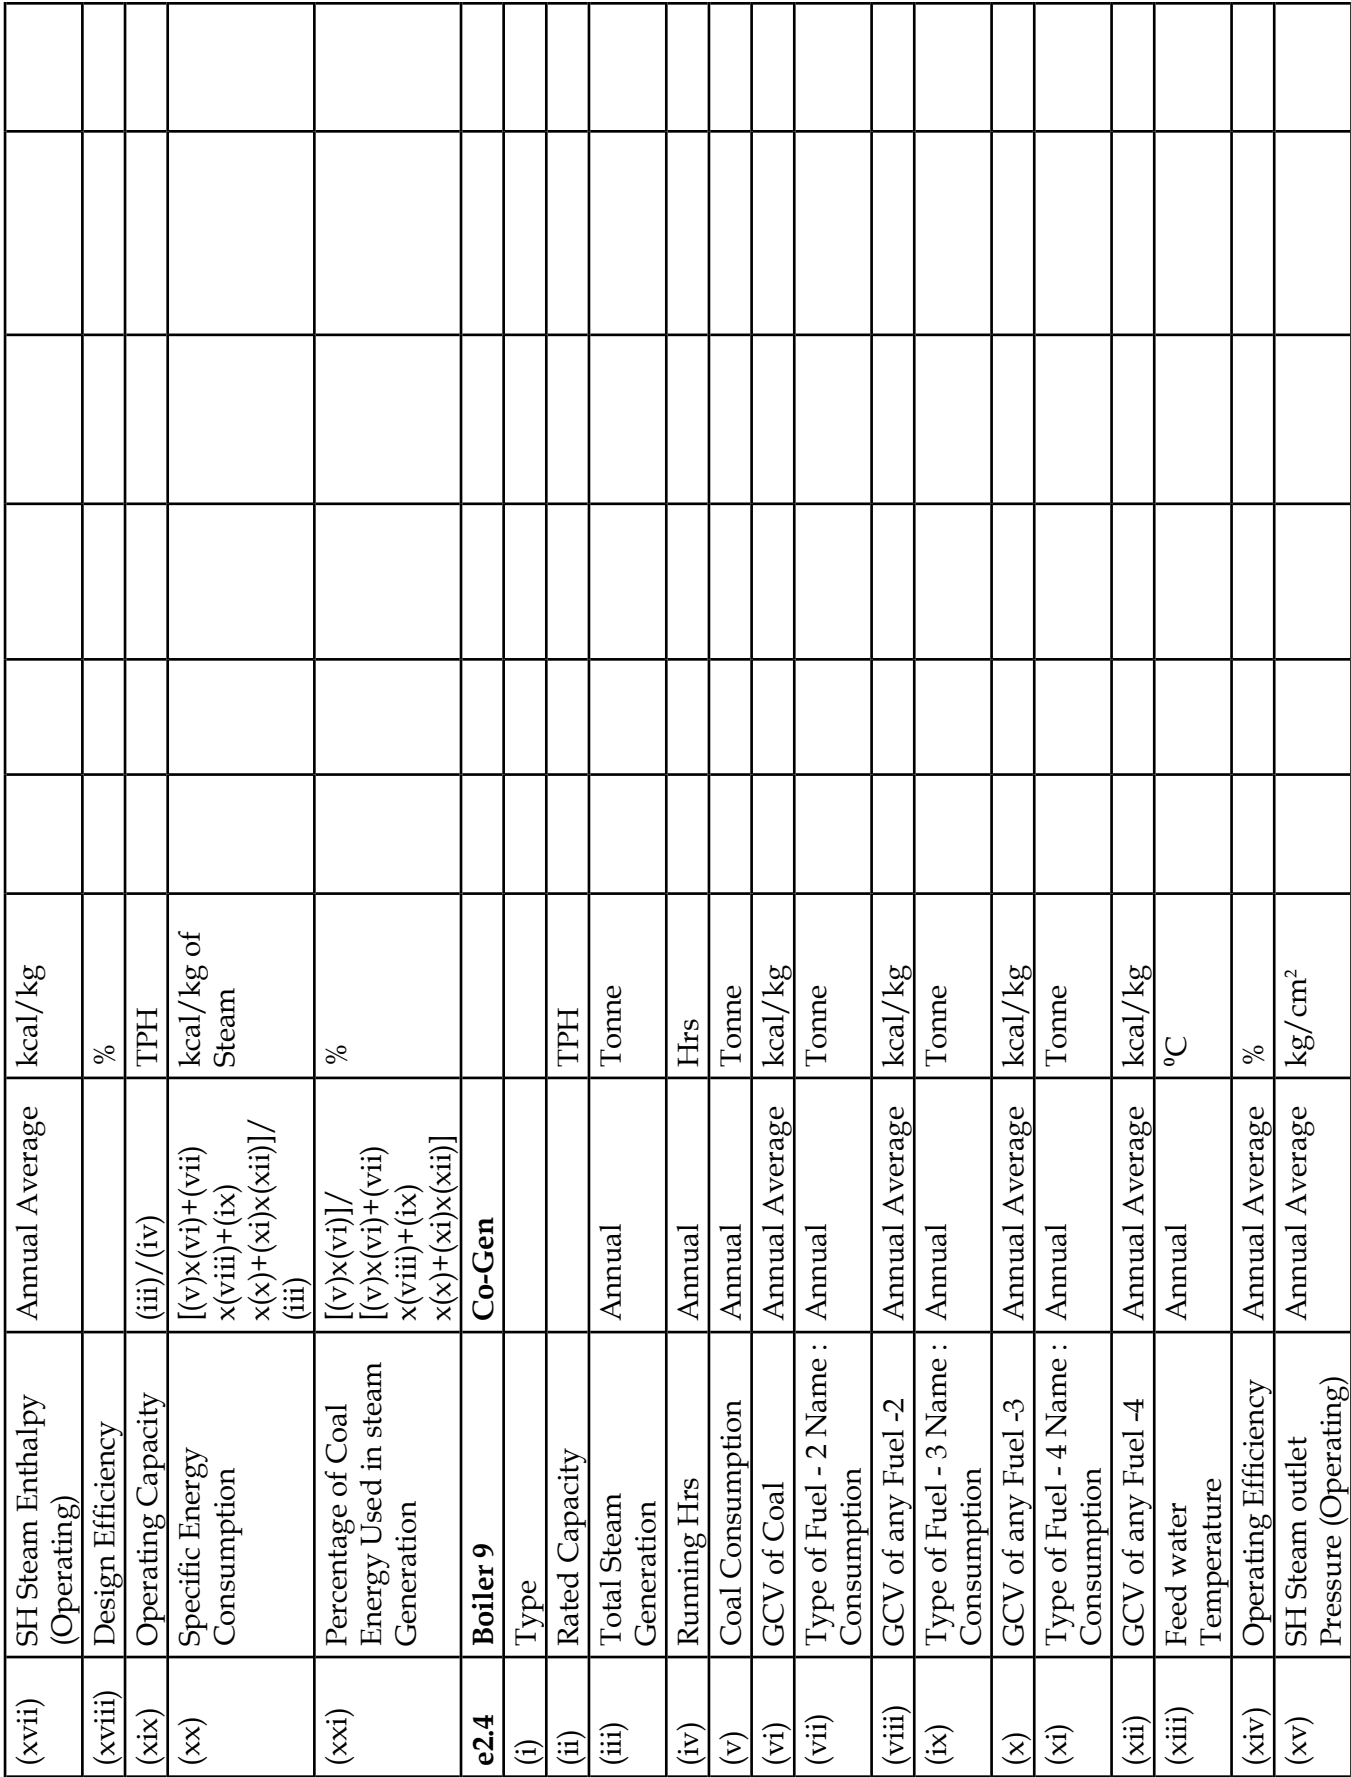 (xvii) SH Steam Enthalpy Annual Average kcal/kg
(Operating)
(xviii) Design Efficiency %
(xix) Operating Capacity (iii)/(iv) TPH
(xx) Specific Energy [(v)x(vi)+(vii) kcal/kg of
Consumption x(viii)+(ix) Steam
x(x)+(xi)x(xii)]/
(iii)
(xxi) Percentage of Coal [(v)x(vi)]/ %
Energy Used in steam [(v)x(vi)+(vii)
Generation x(viii)+(ix)
x(x)+(xi)x(xii)]
e2.4 Boiler 9 Co-Gen
(i) Type
(ii) Rated Capacity TPH
(iii) Total Steam Annual Tonne
Generation
(iv) Running Hrs Annual Hrs
(v) Coal Consumption Annual Tonne
(vi) GCV of Coal Annual Average kcal/kg
(vii) Type of Fuel - 2 Name : Annual Tonne
Consumption
(viii) GCV of any Fuel -2 Annual Average kcal/kg
(ix) Type of Fuel - 3 Name : Annual Tonne
Consumption
(x) GCV of any Fuel -3 Annual Average kcal/kg
(xi) Type of Fuel - 4 Name : Annual Tonne
Consumption
(xii) GCV of any Fuel -4 Annual Average kcal/kg
(xiii) Feed water Annual ⁰C
Temperature
(xiv) Operating Efficiency Annual Average %
(xv) SH Steam outlet Annual Average kg/cm²
Pressure (Operating)